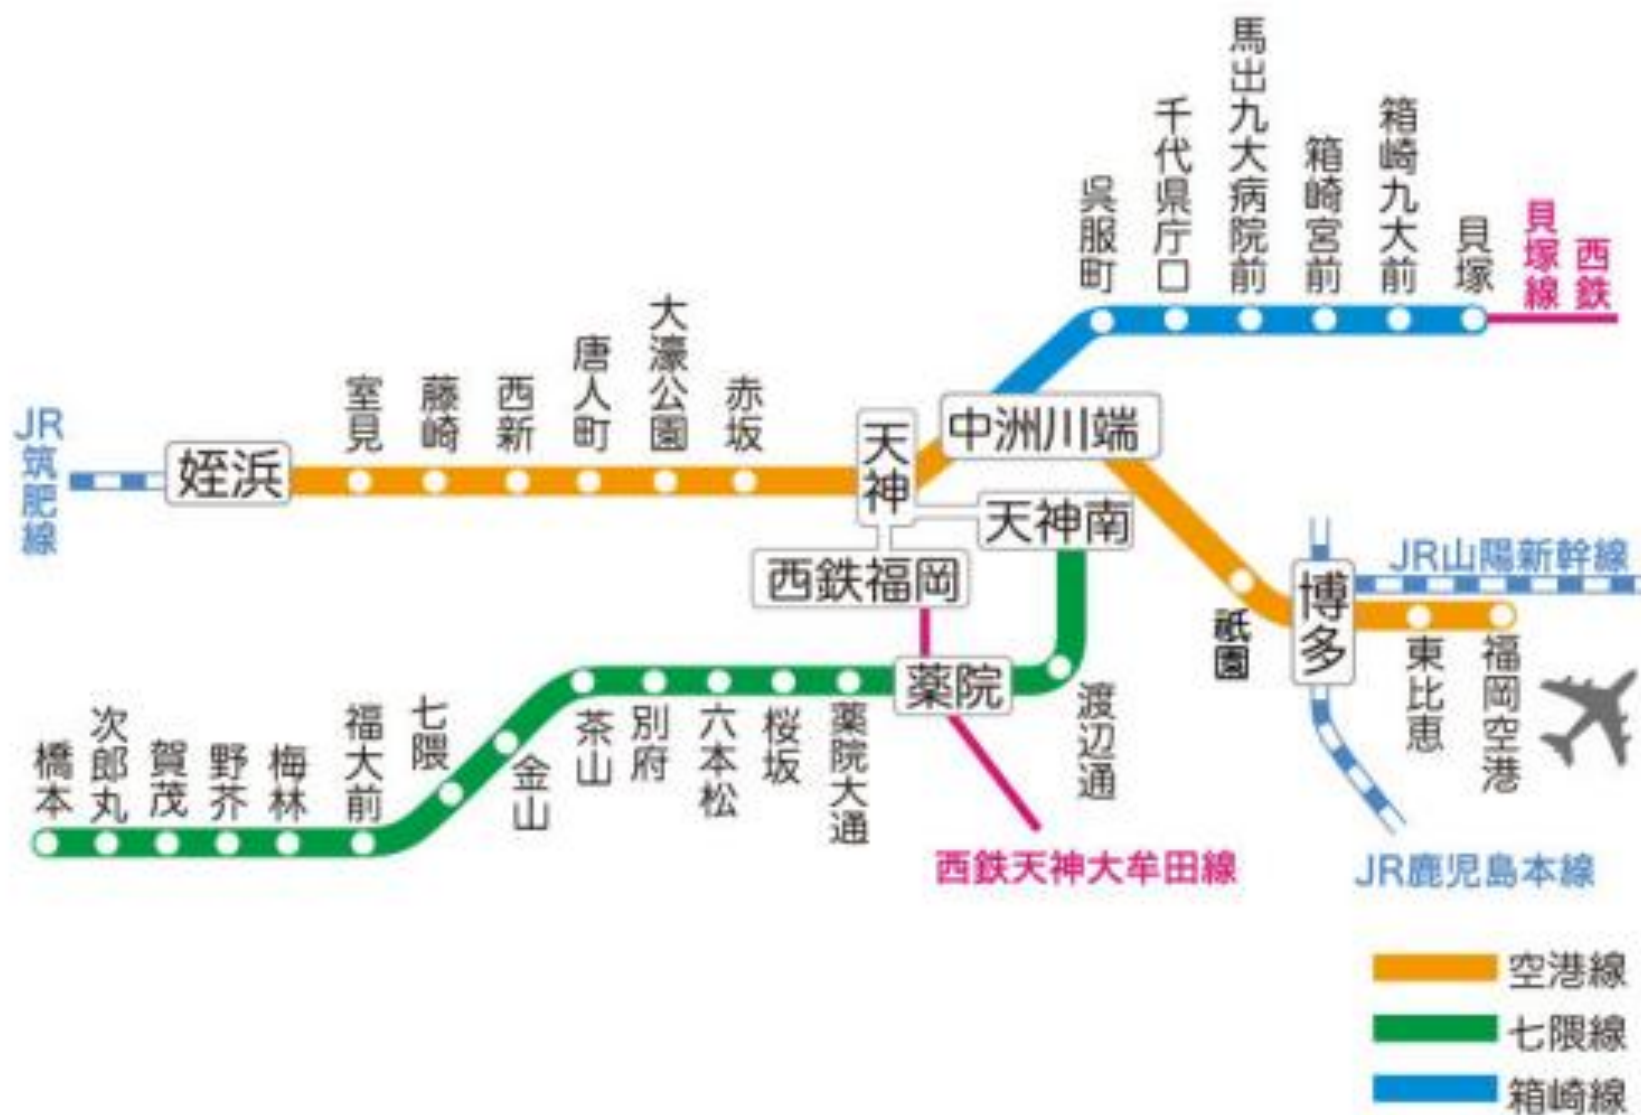 馬出九大病院前
千代県庁口
箱崎九大前
箱崎宮前
呉服町
貝塚
西鉄
貝塚線
大濠公園
唐人町
室見
藤崎
西新
赤坂
JR筑肥線
姪浜
天神
中洲川端
天神南
西鉄福岡
博多
JR山陽新幹線
祇園
東比恵
福岡空港
薬院
渡辺通
橋本
次郎丸
賀茂
野芥
梅林
福大前
七隈
金山
茶山
別府
六本松
桜坂
薬院大通
西鉄天神大牟田線
JR鹿児島本線
空港線
七隈線
箱崎線